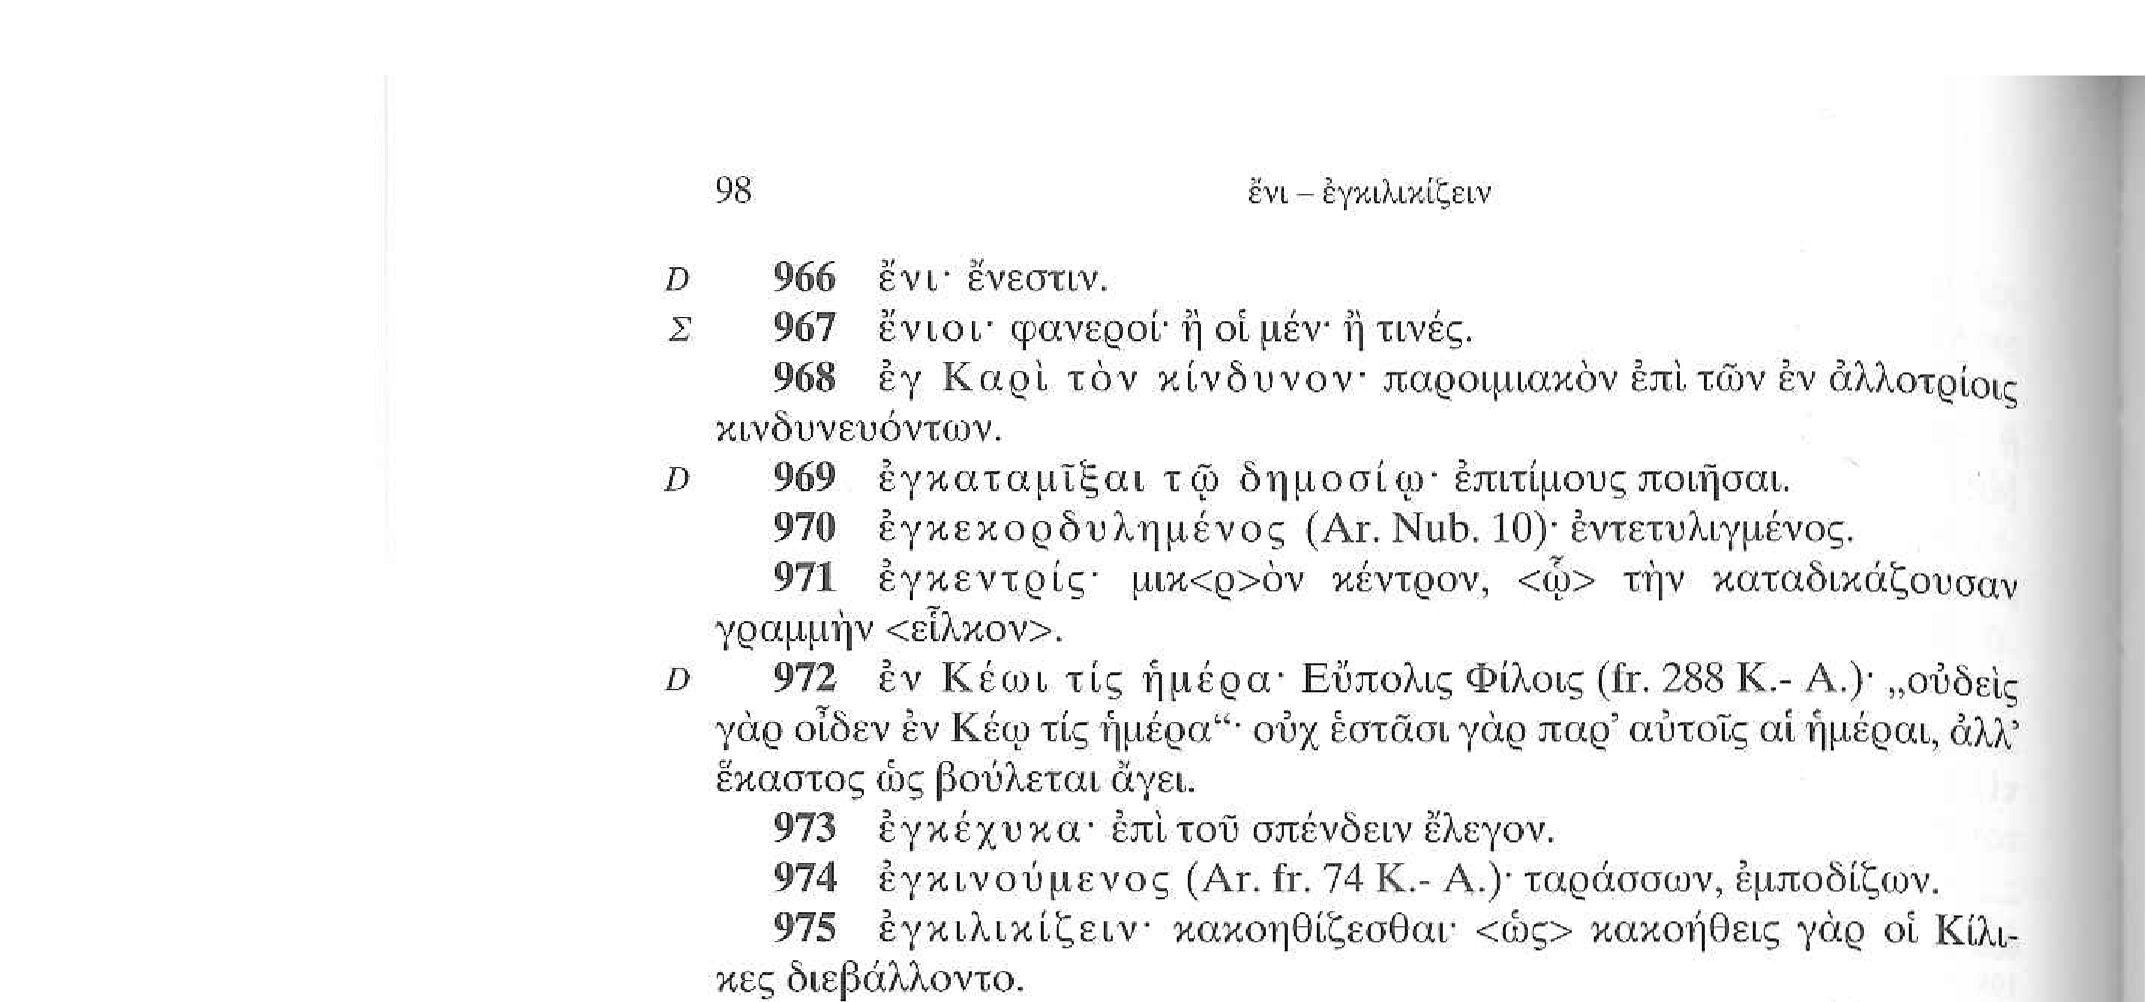 98 ἔνι – ἐγκιλικίζειν
D 966 ἔνι· ἔνεστιν.
Σ 967 ἔνιοι· φανεροί· ἢ οἱ μέν· ἢ τινές.
968 ἐγ Καρὶ τὸν κίνδυνον· παροιμιακὸν ἐπὶ τῶν ἐν ἀλλοτρίοις
κινδυνευόντων.
D 969 ἐγκαταμῖξαι τῷ δημοσίῳ· ἐπιτίμους ποιῆσαι.
970 ἐγκεκορδυλημένος (Ar. Nub. 10)· ἐντετυλιγμένος.
971 ἐγκεντρίς· μικ<ρ>ὸν κέντρον, <ᾧ> τὴν καταδικάζουσαν
γραμμὴν <εἷλκον>.
D 972 ἐν Κέωι τίς ἡμέρα· Εὔπολις Φίλοις (fr. 288 K.- A.)· „οὐδεὶς
γὰρ οἶδεν ἐν Κέῳ τίς ἡμέρα“· οὐχ ἑστᾶσι γὰρ παρ’ αὐτοῖς αἱ ἡμέραι, ἀλλ’
ἕκαστος ὡς βούλεται ἄγει.
973 ἐγκέχυκα· ἐπὶ τοῦ σπένδειν ἔλεγον.
974 ἐγκινούμενος (Ar. fr. 74 K.- A.)· ταράσσων, ἐμποδίζων.
975 ἐγκιλικίζειν· κακοηθίζεσθαι· <ὡς> κακοήθεις γὰρ οἱ Κίλι-
κες διεβάλλοντο.